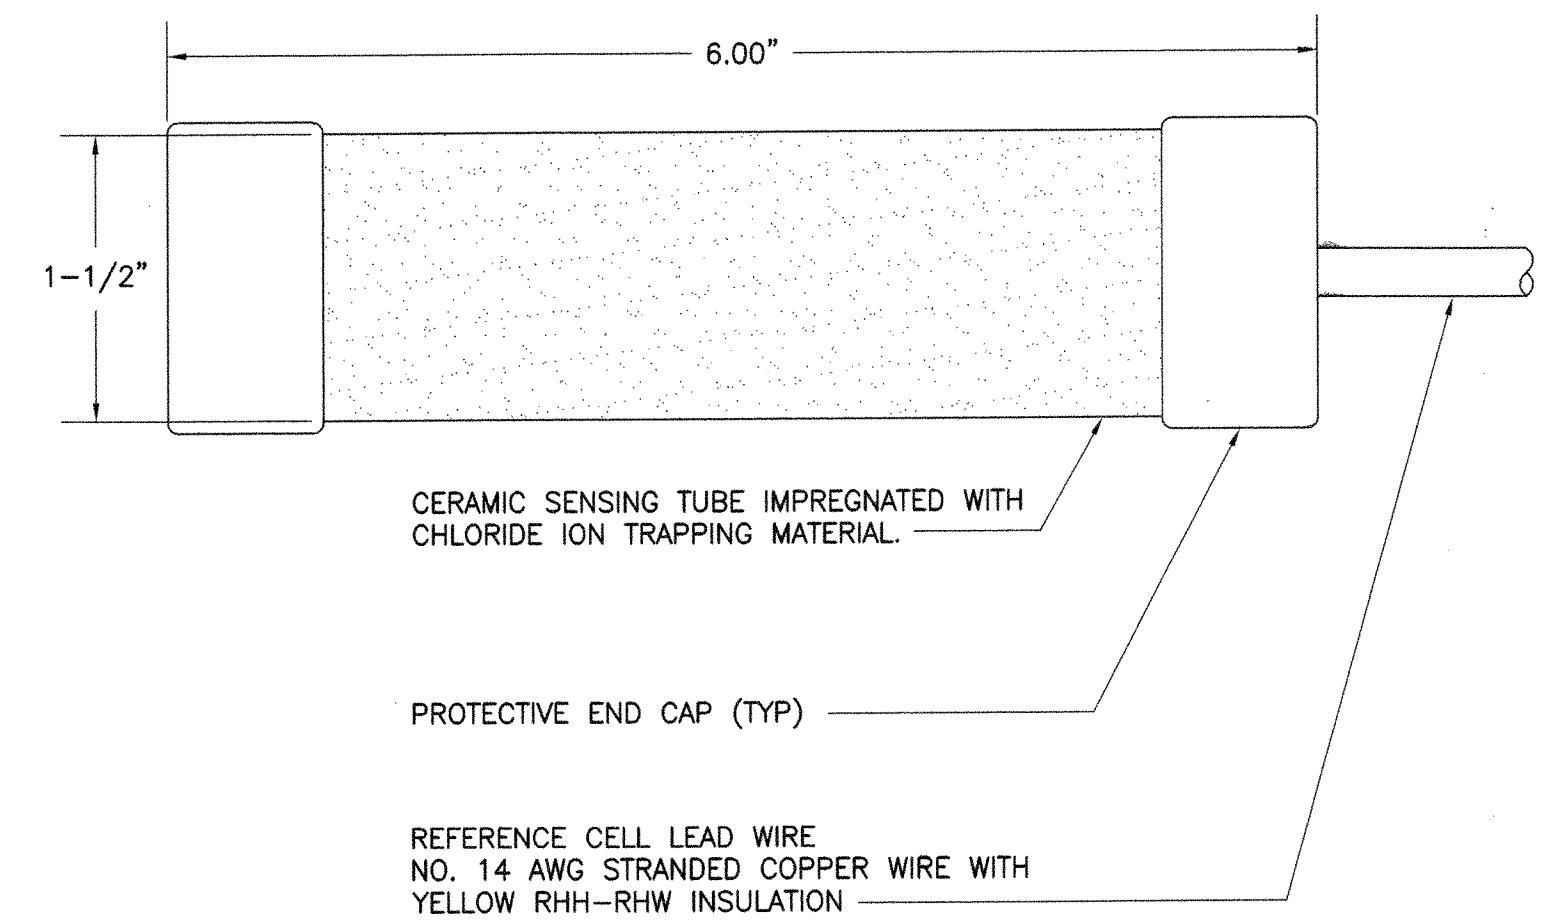 6.00”
1-1/2”
CERAMIC SENSING TUBE IMPREGNATED WITH
CHLORIDE ION TRAPPING MATERIAL.
PROTECTIVE END CAP (TYP)
REFERENCE CELL LEAD WIRE
NO. 14 AWG STRANDED COPPER WIRE WITH
YELLOW RHH-RHW INSULATION